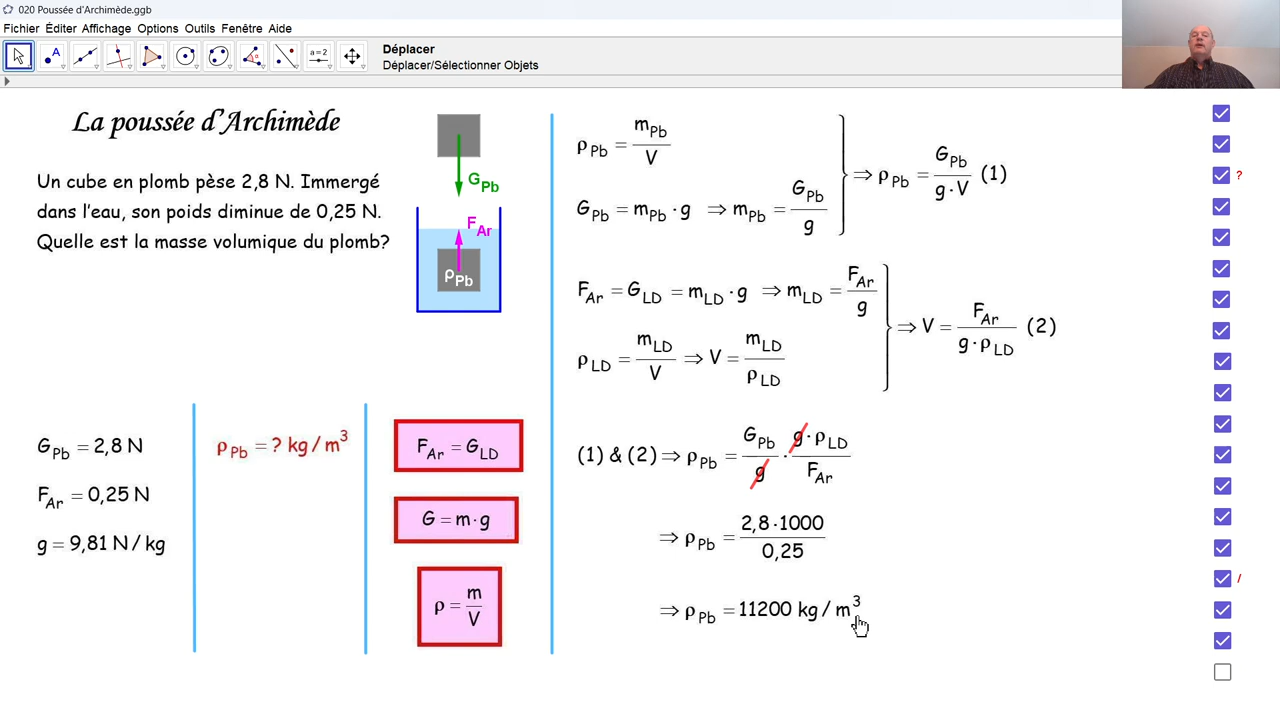 020 Poussée d'Archimède.ggb
Fichier Éditer Affichage Options Outils Fenêtre Aide
A
a=2
Déplacer
Déplacer/Sélectionner Objets
La poussée d'Archimède
Un cube en plomb pèse 2,8 N. Immergé
dans l'eau, son poids diminue de 0,25 N.
Quelle est la masse volumique du plomb?
G_Pb
F_Ar
ρ_Pb
G_Pb = 2,8 N
F_Ar = 0,25 N
g = 9,81 N / kg
ρ_Pb = ? kg / m³
F_Ar = G_LD
G = m · g
ρ = m / V
ρ_Pb = m_Pb / V
G_Pb = m_Pb · g ⇒ m_Pb = G_Pb / g
⇒ ρ_Pb = G_Pb / (g · V) (1)
F_Ar = G_LD = m_LD · g ⇒ m_LD = F_Ar / g
ρ_LD = m_LD / V ⇒ V = m_LD / ρ_LD
⇒ V = F_Ar / (g · ρ_LD) (2)
(1) & (2) ⇒ ρ_Pb = G_Pb / g · g · ρ_LD / F_Ar
⇒ ρ_Pb = 2,8 · 1000 / 0,25
⇒ ρ_Pb = 11200 kg / m³
?
/